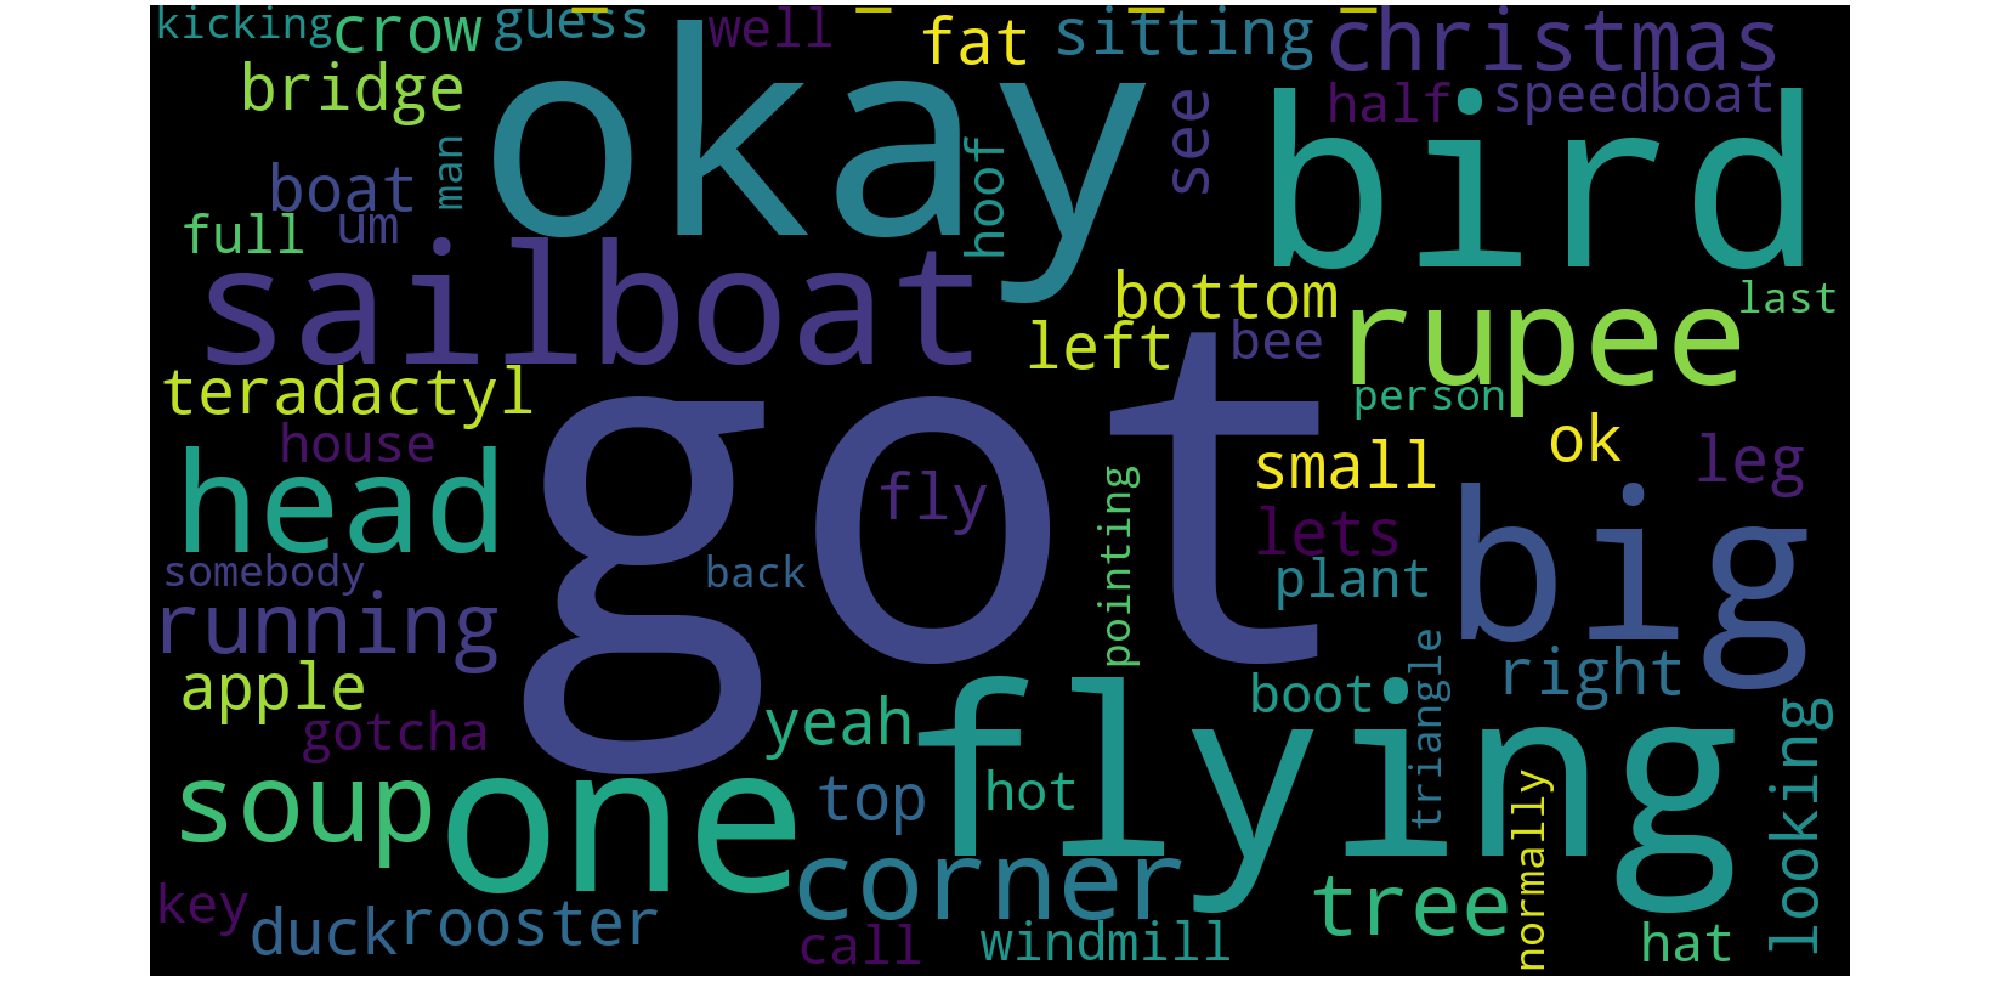 kicking crow guess well fat sitting christmas
bridge okay see half speedboat
boat man hoof bird
full um
sailboat bottom last
left bee rupee
teradactyl person
house got ok
head fly small leg
somebody back pointing lets big
running plant
apple triangle right
gotcha yeah flying boot looking
soup one top hot normally
corner
key tree
duck rooster call windmill hat